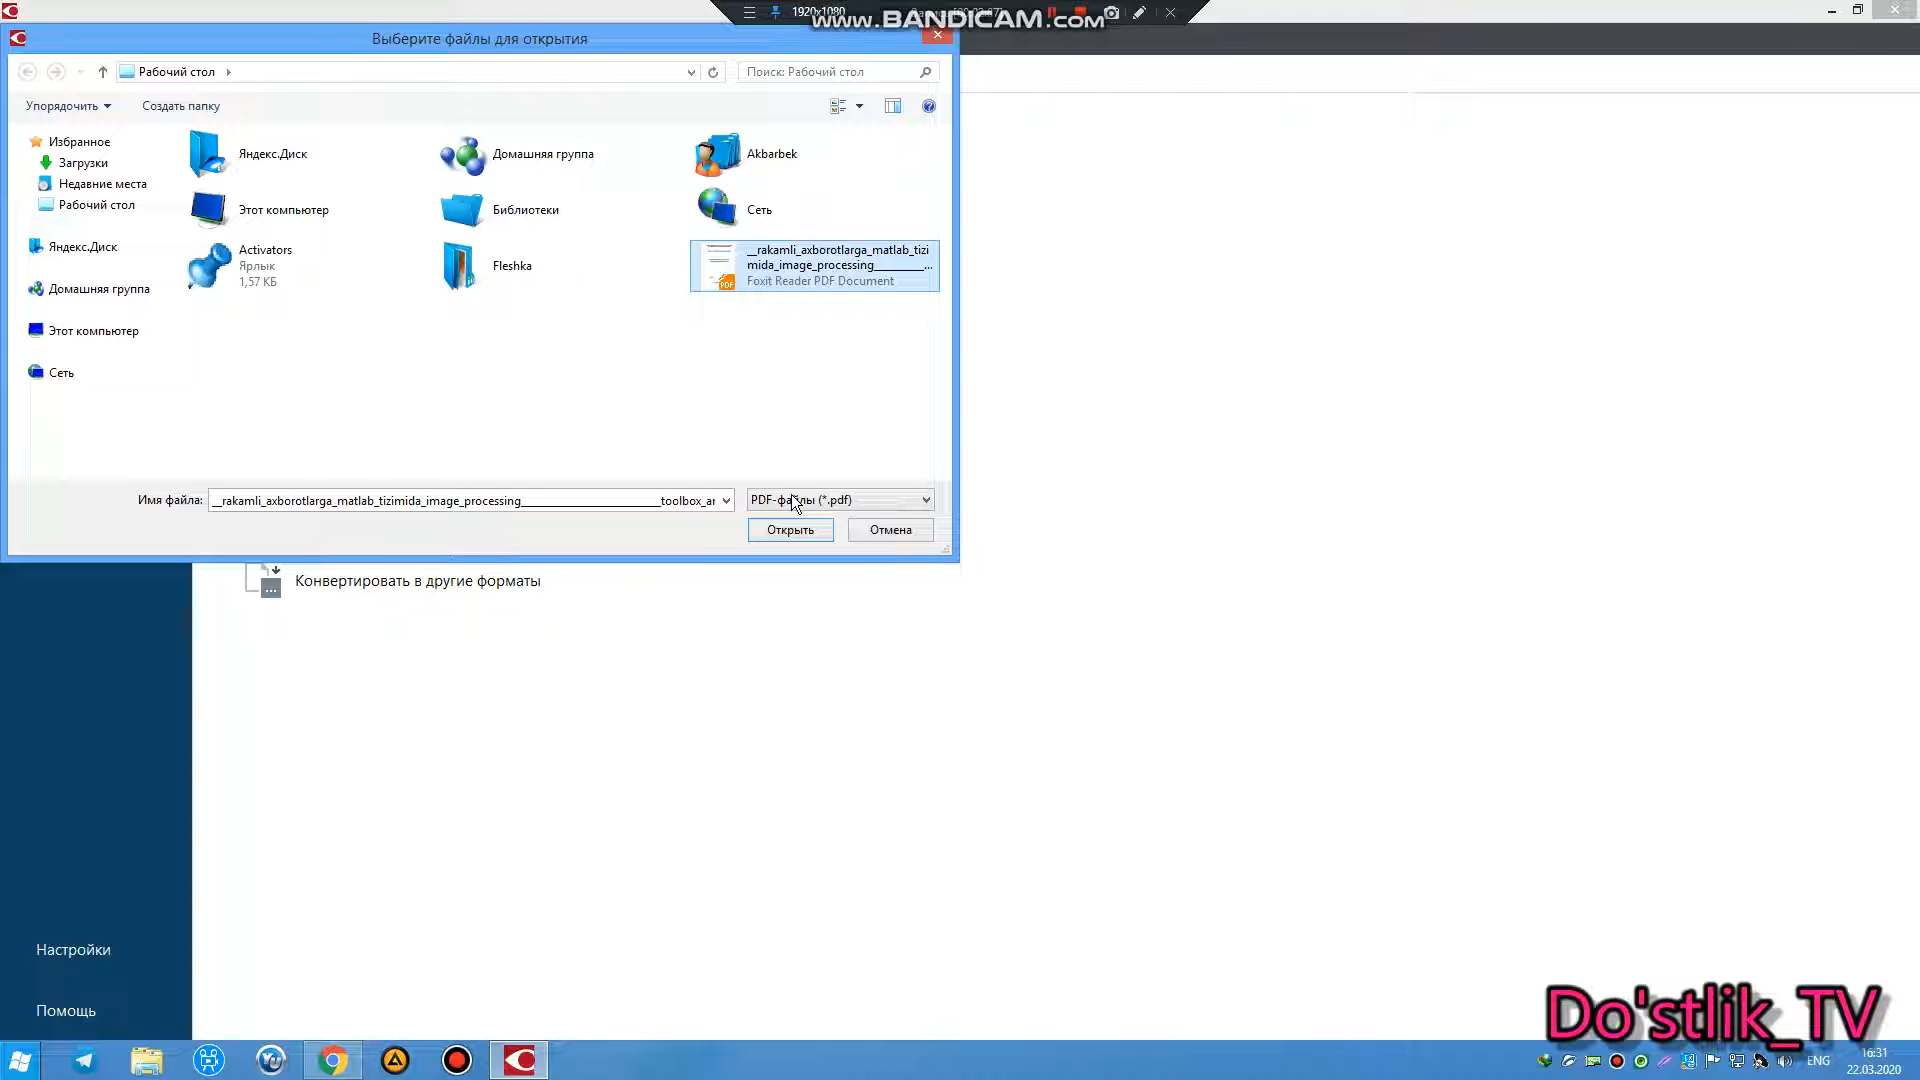 1920x1080
www.BANDICAM.com
Выберите файлы для открытия
Рабочий стол
Поиск: Рабочий стол
Упорядочить
Создать папку
Избранное
Загрузки
Недавние места
Рабочий стол
Яндекс.Диск
Домашняя группа
Этот компьютер
Сеть
Яндекс.Диск
Домашняя группа
Akbarbek
Этот компьютер
Библиотеки
Сеть
Activators
Ярлык
1,57 КБ
Fleshka
__rakamli_axborotlarga_matlab_tizi
mida_image_processing_________...
Foxit Reader PDF Document
PDF
Имя файла:
__rakamli_axborotlarga_matlab_tizimida_image_processing_______________________toolbox_ar
PDF-файлы (*.pdf)
Открыть
Отмена
Конвертировать в другие форматы
Настройки
Помощь
Do'stlik_TV
ENG
16:31
22.03.2020